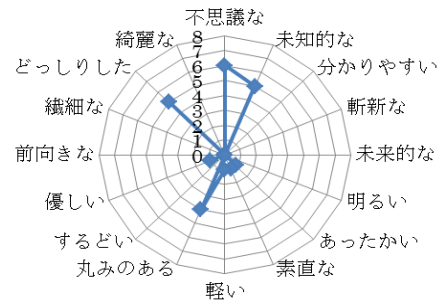 不思議な
未知的な
分かりやすい
斬新な
未来的な
明るい
あったかい
素直な
軽い
丸みのある
するどい
優しい
前向きな
繊細な
どっしりした
綺麗な
8
7
6
5
4
3
2
1
0